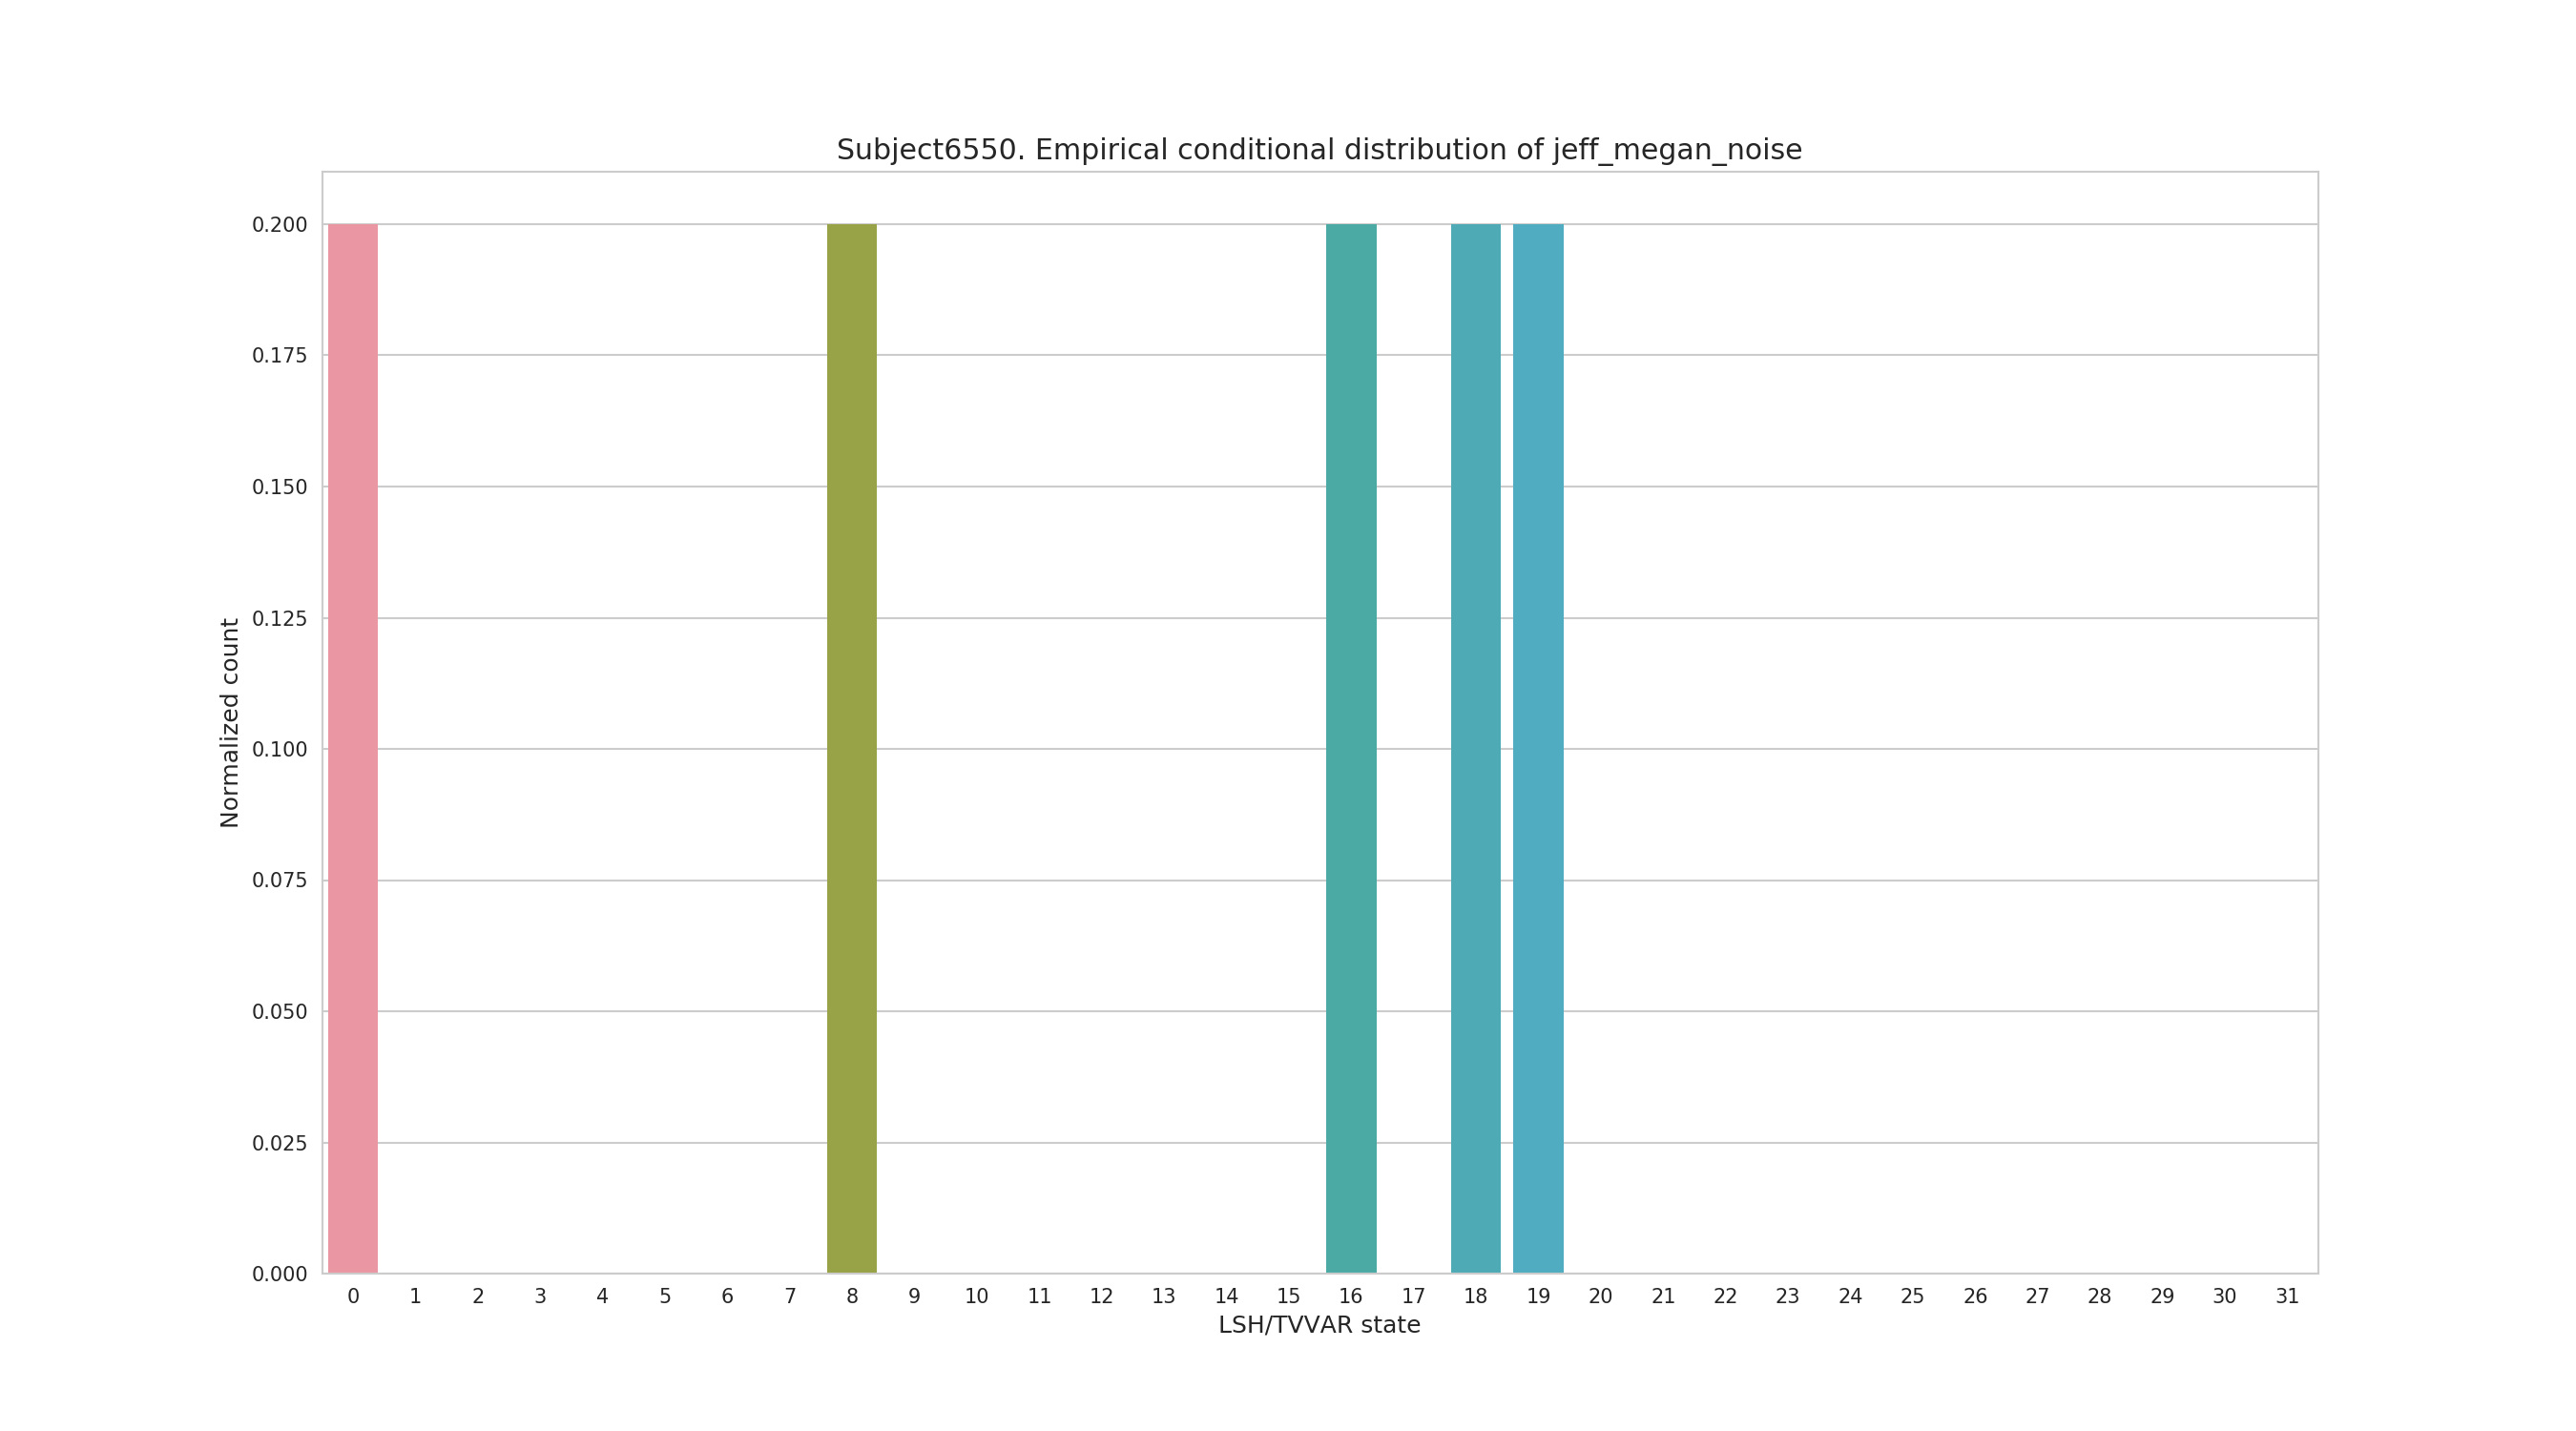 Subject6550. Empirical conditional distribution of jeff_megan_noise
0.200
0.175
0.150
0.125
0.100
0.075
0.050
0.025
0.000
Normalized count
0 1 2 3 4 5 6 7 8 9 10 11 12 13 14 15 16 17 18 19 20 21 22 23 24 25 26 27 28 29 30 31
LSH/TVVAR state